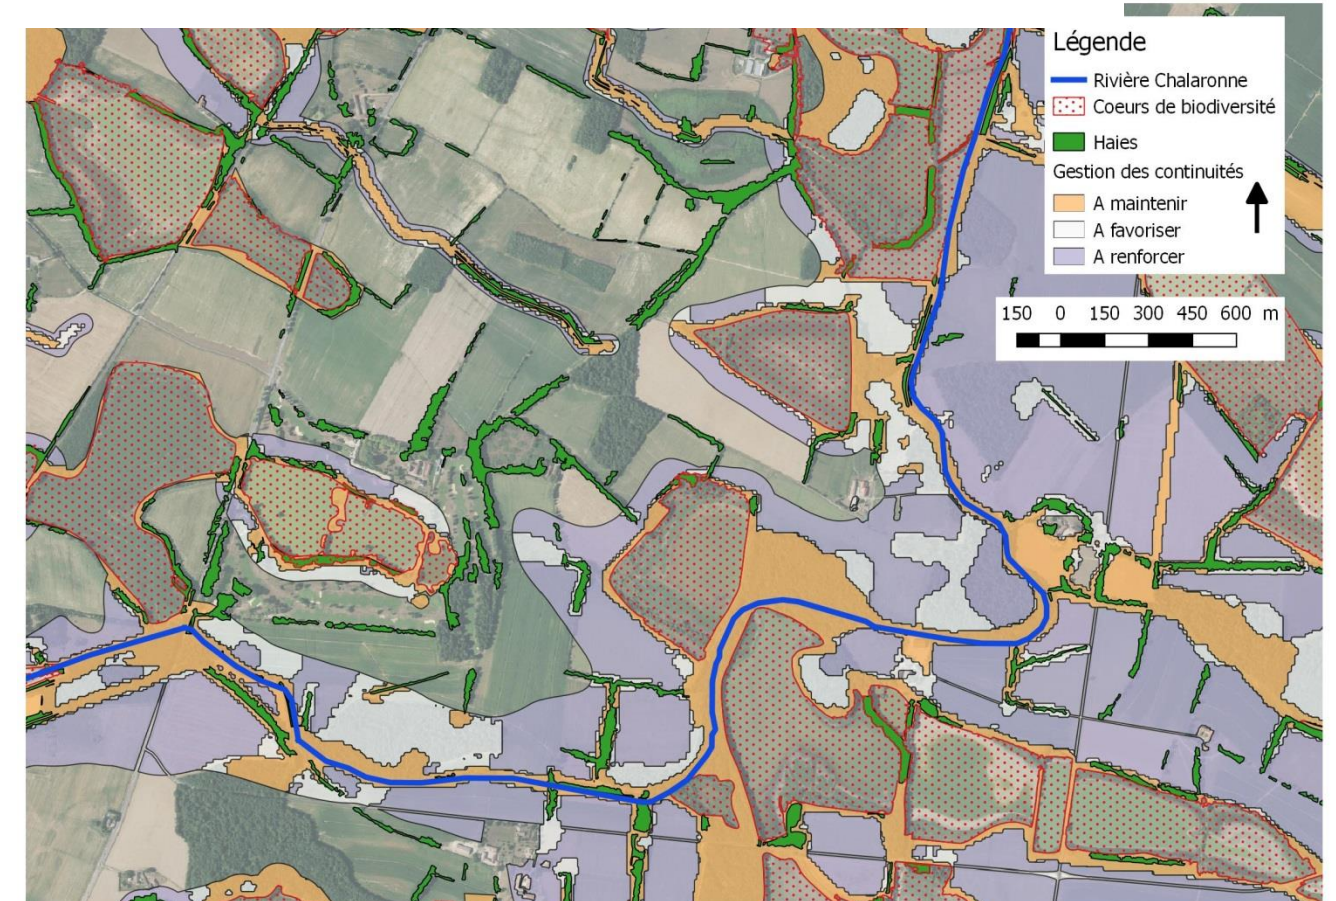 Légende
Rivière Chalaronne
Coeurs de biodiversité
Haies
Gestion des continuités
A maintenir
A favoriser
A renforcer
150 0 150 300 450 600 m